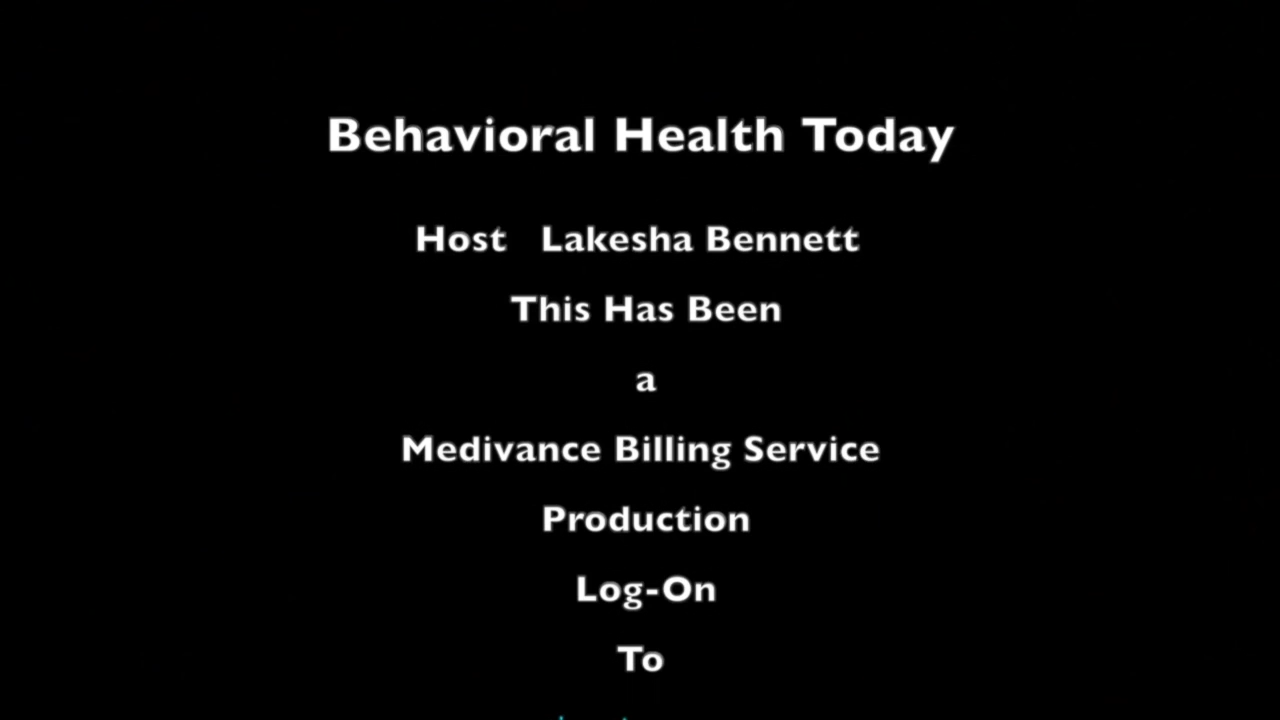 Behavioral Health Today
Host Lakesha Bennett
This Has Been
a
Medivance Billing Service
Production
Log-On
To